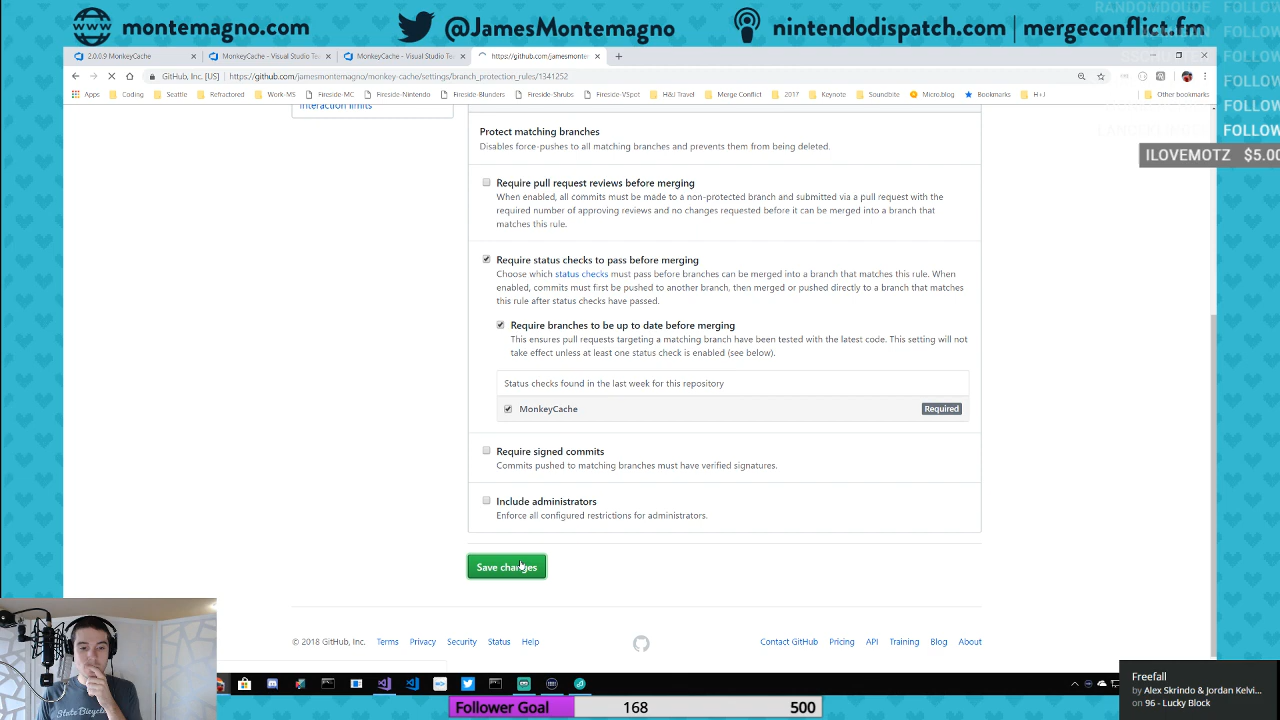 montemagno.com
@JamesMontemagno
nintendodispatch.com | mergeconflict.fm
RANDOMDOUDE FOLLOW
FOLLOW
FOLLOW
FOLLOW
FOLLOW
FOLLOW
ILOVEMOTZ $5.00
2.0.0.9 MonkeyCache
MonkeyCache - Visual Studio Te
MonkeyCache - Visual Studio Te
https://github.com/jamesmonte
GitHub, Inc. [US] | https://github.com/jamesmontemagno/monkey-cache/settings/branch_protection_rules/1341252
Apps Coding Seattle Refractored Work-MS Fireside-MC Fireside-Nintendo Fireside-Blunders Fireside-Shrubs Fireside-VSpot H&J Travel Merge Conflict 2017 Keynote Soundbite Micro.blog Bookmarks H+J Other bookmarks
Interaction limits
Protect matching branches
Disables force-pushes to all matching branches and prevents them from being deleted.
Require pull request reviews before merging
When enabled, all commits must be made to a non-protected branch and submitted via a pull request with the
required number of approving reviews and no changes requested before it can be merged into a branch that
matches this rule.
Require status checks to pass before merging
Choose which status checks must pass before branches can be merged into a branch that matches this rule. When
enabled, commits must first be pushed to another branch, then merged or pushed directly to a branch that matches
this rule after status checks have passed.
Require branches to be up to date before merging
This ensures pull requests targeting a matching branch have been tested with the latest code. This setting will not
take effect unless at least one status check is enabled (see below).
Status checks found in the last week for this repository
MonkeyCache Required
Require signed commits
Commits pushed to matching branches must have verified signatures.
Include administrators
Enforce all configured restrictions for administrators.
Save changes
© 2018 GitHub, Inc. Terms Privacy Security Status Help Contact GitHub Pricing API Training Blog About
State Bicycle
Freefall
by Alex Skrindo & Jordan Kelvi...
on 96 - Lucky Block
Follower Goal 168 500